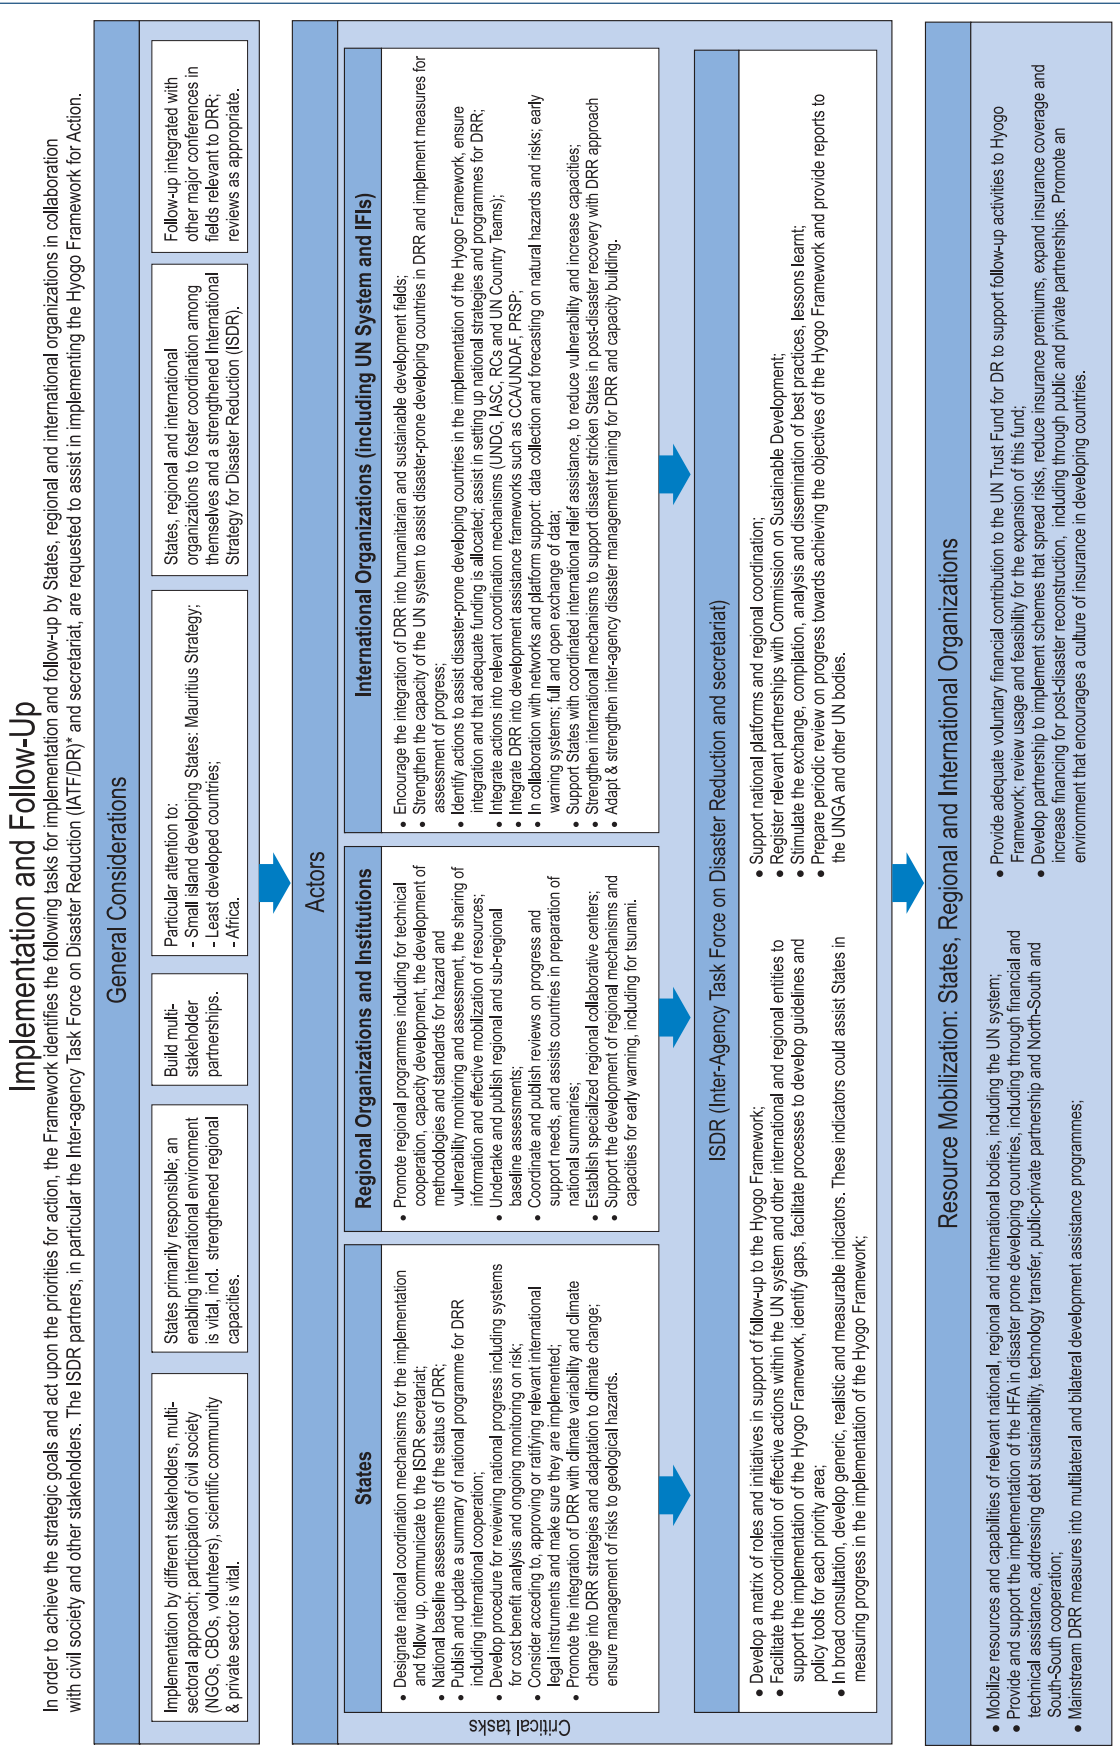 Implementation and Follow-Up
In order to achieve the strategic goals and act upon the priorities for action, the Framework identifies the following tasks for implementation and follow-up by States, regional and international organizations in collaboration
with civil society and other stakeholders. The ISDR partners, in particular the Inter-agency Task Force on Disaster Reduction (IATF/DR)* and secretariat, are requested to assist in implementing the Hyogo Framework for Action.
General Considerations
Implementation by different stakeholders, multi-
sectoral approach; participation of civil society
(NGOs, CBOs, volunteers), scientific community
& private sector is vital.
States primarily responsible; an
enabling international environment
is vital, incl. strengthened regional
capacities.
Build multi-
stakeholder
partnerships.
Particular attention to:
- Small island developing States: Mauritius Strategy;
- Least developed countries;
- Africa.
States, regional and international
organizations to foster coordination among
themselves and a strengthened International
Strategy for Disaster Reduction (ISDR).
Follow-up integrated with
other major conferences in
fields relevant to DRR;
reviews as appropriate.
Actors
Critical tasks
States
• Designate national coordination mechanisms for the implementation
and follow up, communicate to the ISDR secretariat;
• National baseline assessments of the status of DRR;
• Publish and update a summary of national programme for DRR
including international cooperation;
• Develop procedure for reviewing national progress including systems
for cost benefit analysis and ongoing monitoring on risk;
• Consider acceding to, approving or ratifying relevant international
legal instruments and make sure they are implemented;
• Promote the integration of DRR with climate variability and climate
change into DRR strategies and adaptation to climate change;
ensure management of risks to geological hazards.
Regional Organizations and Institutions
• Promote regional programmes including for technical
cooperation, capacity development, the development of
methodologies and standards for hazard and
vulnerability monitoring and assessment, the sharing of
information and effective mobilization of resources;
• Undertake and publish regional and sub-regional
baseline assessments;
• Coordinate and publish reviews on progress and
support needs, and assists countries in preparation of
national summaries;
• Establish specialized regional collaborative centers;
• Support the development of regional mechanisms and
capacities for early warning, including for tsunami.
International Organizations (including UN System and IFIs)
• Encourage the integration of DRR into humanitarian and sustainable development fields;
• Strengthen the capacity of the UN system to assist disaster-prone developing countries in DRR and implement measures for
assessment of progress;
• Identify actions to assist disaster-prone developing countries in the implementation of the Hyogo Framework, ensure
integration and that adequate funding is allocated; assist in setting up national strategies and programmes for DRR;
• Integrate actions into relevant coordination mechanisms (UNDG, IASC, RCs and UN Country Teams);
• Integrate DRR into development assistance frameworks such as CCA/UNDAF, PRSP;
• In collaboration with networks and platform support: data collection and forecasting on natural hazards and risks; early
warning systems; full and open exchange of data;
• Support States with coordinated international relief assistance, to reduce vulnerability and increase capacities;
• Strengthen international mechanisms to support disaster stricken States in post-disaster recovery with DRR approach
• Adapt & strengthen inter-agency disaster management training for DRR and capacity building.
ISDR (Inter-Agency Task Force on Disaster Reduction and secretariat)
• Develop a matrix of roles and initiatives in support of follow-up to the Hyogo Framework;
• Facilitate the coordination of effective actions within the UN system and other international and regional entities to
support the implementation of the Hyogo Framework, identify gaps, facilitate processes to develop guidelines and
policy tools for each priority area;
• In broad consultation, develop generic, realistic and measurable indicators. These indicators could assist States in
measuring progress in the implementation of the Hyogo Framework;
• Support national platforms and regional coordination;
• Register relevant partnerships with Commission on Sustainable Development;
• Stimulate the exchange, compilation, analysis and dissemination of best practices, lessons learnt;
• Prepare periodic review on progress towards achieving the objectives of the Hyogo Framework and provide reports to
the UNGA and other UN bodies.
Resource Mobilization: States, Regional and International Organizations
• Mobilize resources and capabilities of relevant national, regional and international bodies, including the UN system;
• Provide and support the implementation of the HFA in disaster prone developing countries, including through financial and
technical assistance, addressing debt sustainability, technology transfer, public-private partnership and North-South and
South-South cooperation;
• Mainstream DRR measures into multilateral and bilateral development assistance programmes;
• Provide adequate voluntary financial contribution to the UN Trust Fund for DR to support follow-up activities to Hyogo
Framework; review usage and feasibility for the expansion of this fund;
• Develop partnership to implement schemes that spread risks, reduce insurance premiums, expand insurance coverage and
increase financing for post-disaster reconstruction, including through public and private partnerships. Promote an
environment that encourages a culture of insurance in developing countries.